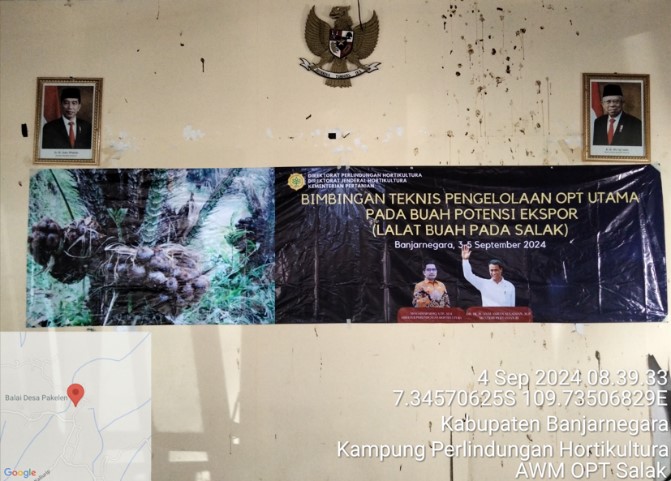 DIREKTORAT PERLINDUNGAN HORTIKULTURA
DIREKTORAT JENDERAL HORTIKULTURA
KEMENTERIAN PERTANIAN
BIMBINGAN TEKNIS PENGELOLAAN OPT UTAMA
PADA BUAH POTENSI EKSPOR
(LALAT BUAH PADA SALAK)
Banjarnegara, 3-5 September 2024
Balai Desa Pakelen
Google
4 Sep 2024 08.39.33
7.34570625S 109.73506829E
Kabupaten Banjarnegara
Kampung Perlindungan Hortikultura
AWM OPT Salak